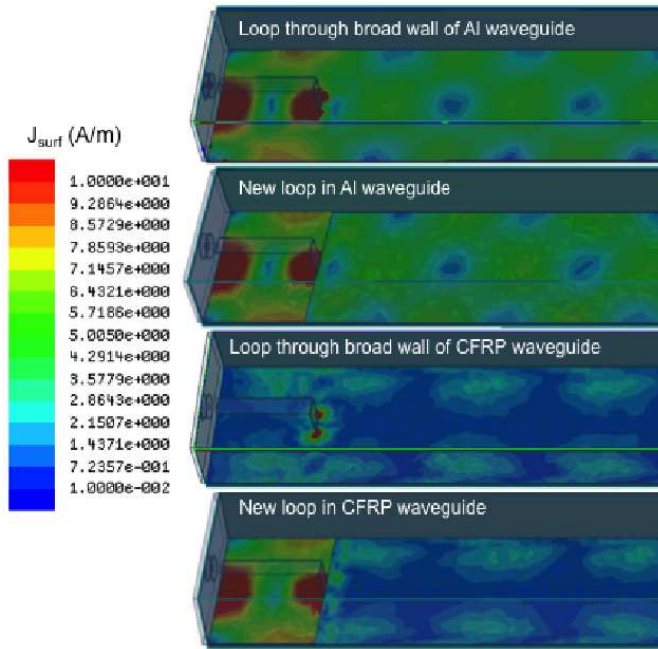 Loop through broad wall of Al waveguide
J_surf (A/m)
1.0000e+001
9.2864e+000
8.5729e+000
7.8593e+000
7.1457e+000
6.4321e+000
5.7186e+000
5.0050e+000
4.2914e+000
3.5779e+000
2.8643e+000
2.1507e+000
1.4371e+000
7.2357e-001
1.0000e-002
New loop in Al waveguide
Loop through broad wall of CFRP waveguide
New loop in CFRP waveguide